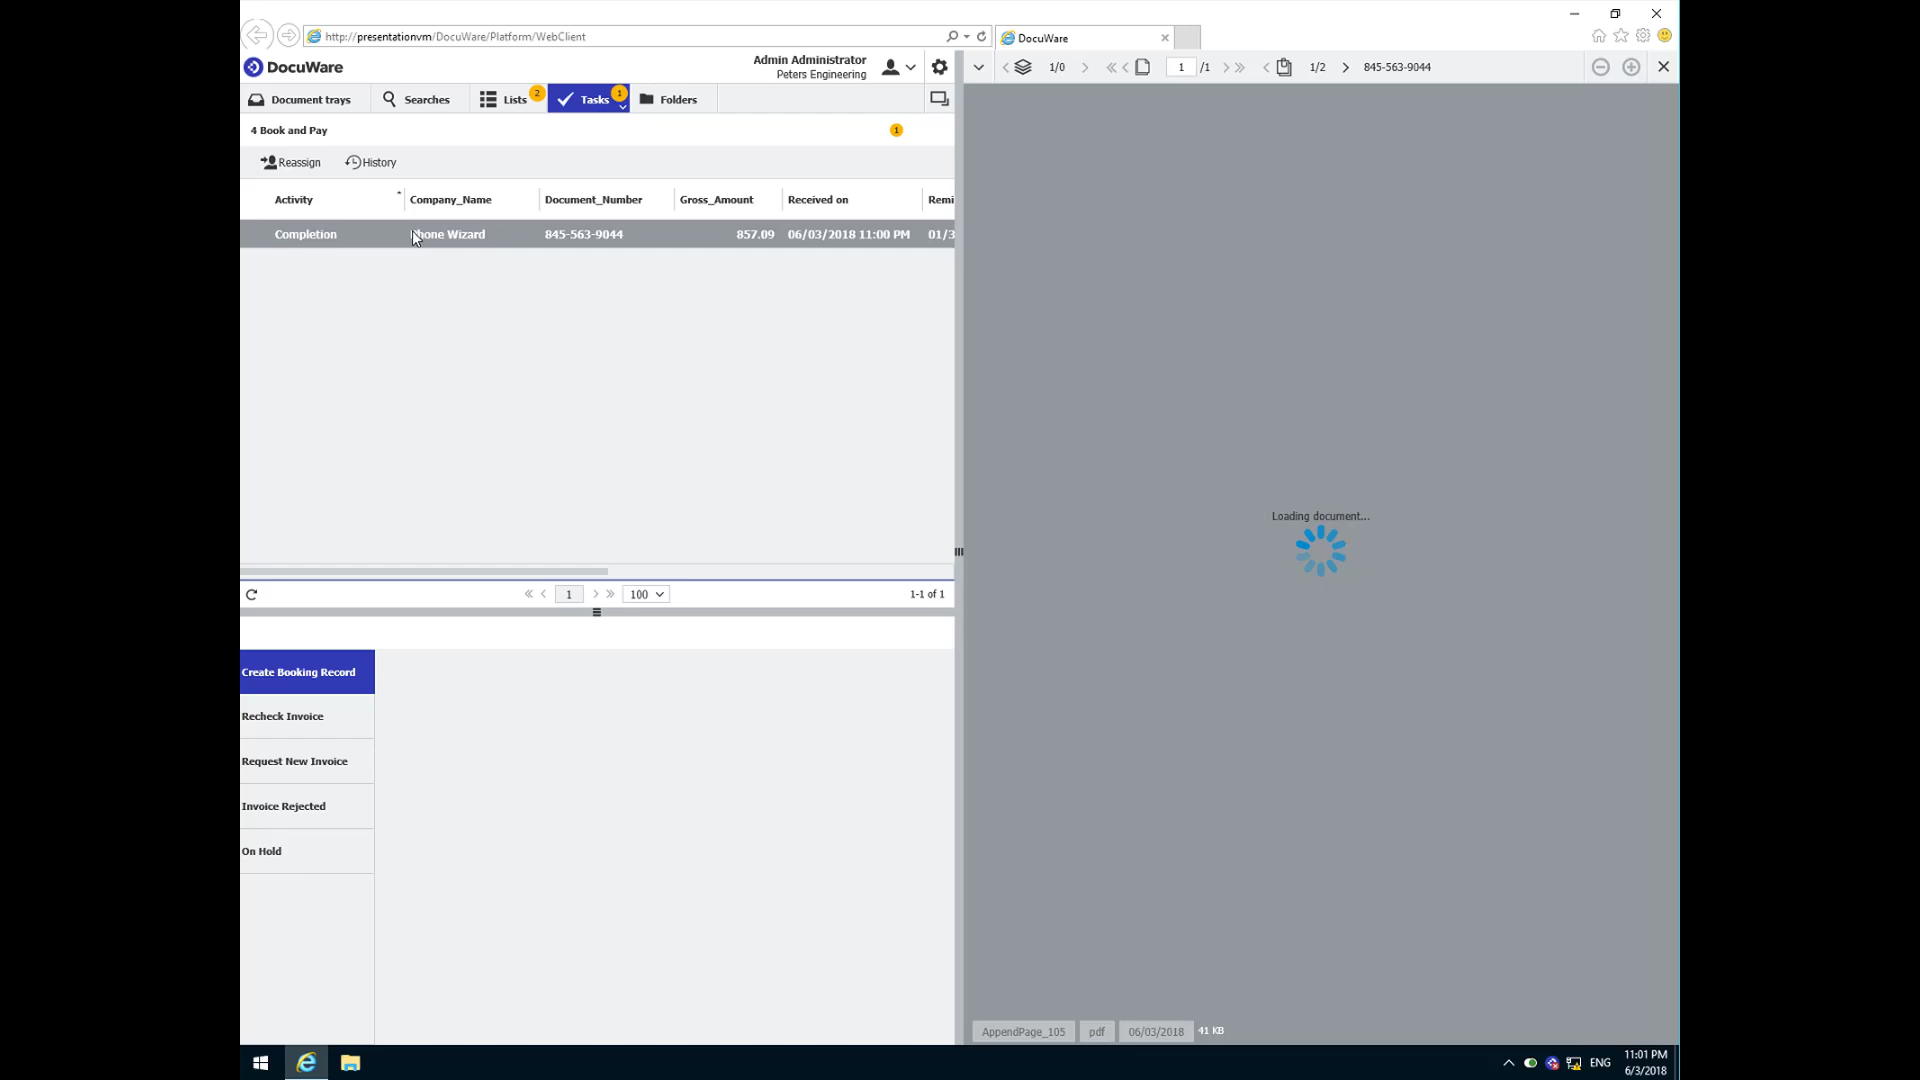 http://presentationvm/DocuWare/Platform/WebClient
DocuWare
DocuWare
Admin Administrator
Peters Engineering
1/0
1
/1
1/2
845-563-9044
Document trays
Searches
Lists
2
Tasks
1
Folders
4 Book and Pay
1
Reassign
History
Activity
Company_Name
Document_Number
Gross_Amount
Received on
Remi
Completion
Phone Wizard
845-563-9044
857.09
06/03/2018 11:00 PM
01/3
Loading document...
1
100
1-1 of 1
Create Booking Record
Recheck Invoice
Request New Invoice
Invoice Rejected
On Hold
AppendPage_105
pdf
06/03/2018
41 KB
ENG
11:01 PM
6/3/2018